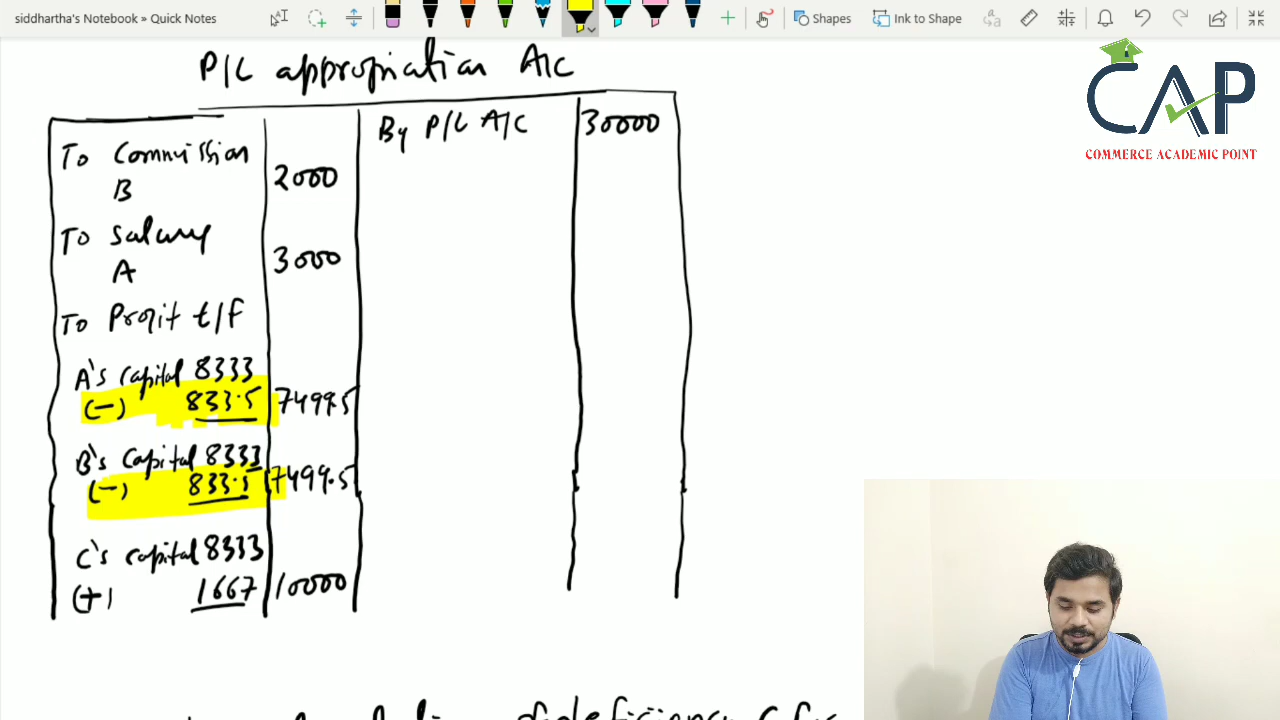 siddhartha's Notebook » Quick Notes
Shapes
Ink to Shape
P/L appropriation A/C
CAP
COMMERCE ACADEMIC POINT
By P/L A/C 30000
To Commission
B 2000
To Salary
A 3000
To Profit t/f
A's Capital 8333
(-) 833.5 7499.5
B's Capital 8333
(-) 833.5 7499.5
C's capital 8333
(+) 1667 10000
of deficiency